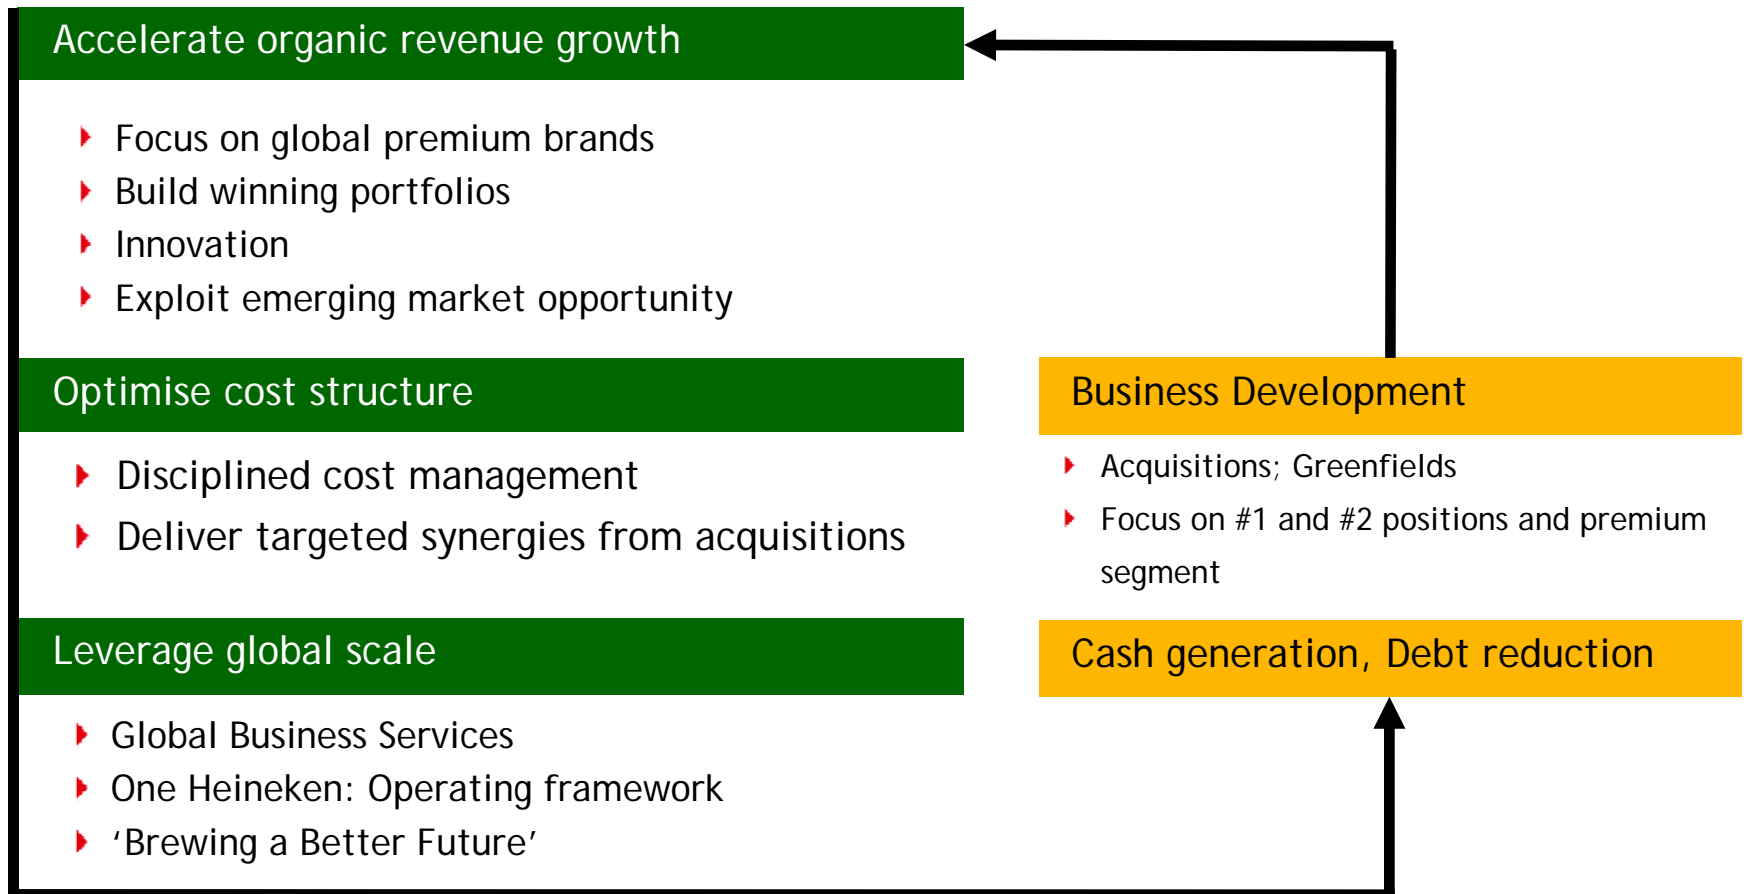 Accelerate organic revenue growth
Focus on global premium brands
Build winning portfolios
Innovation
Exploit emerging market opportunity
Optimise cost structure
Disciplined cost management
Deliver targeted synergies from acquisitions
Leverage global scale
Global Business Services
One Heineken: Operating framework
‘Brewing a Better Future’
Business Development
Acquisitions; Greenfields
Focus on #1 and #2 positions and premium
segment
Cash generation, Debt reduction